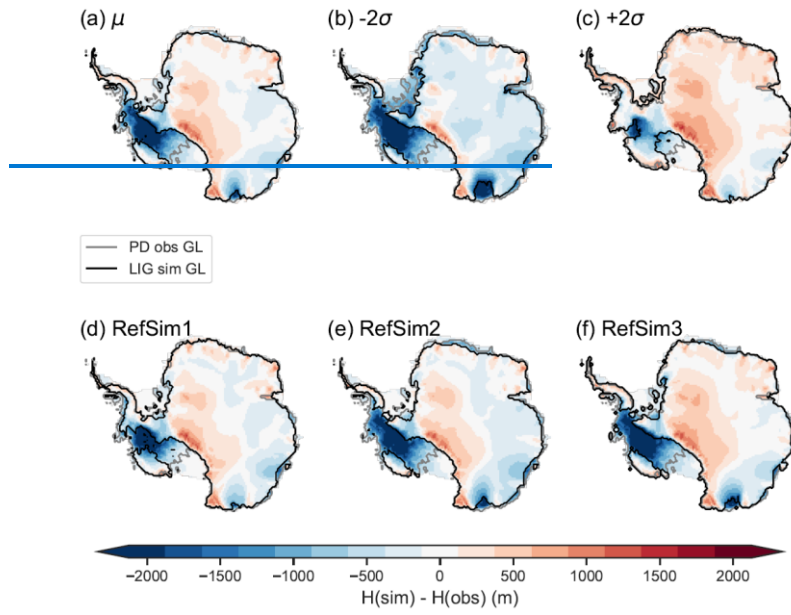 (a) μ
(b) -2σ
(c) +2σ
PD obs GL
LIG sim GL
(d) RefSim1
(e) RefSim2
(f) RefSim3
−2000 −1500 −1000 −500 0 500 1000 1500 2000
H(sim) - H(obs) (m)